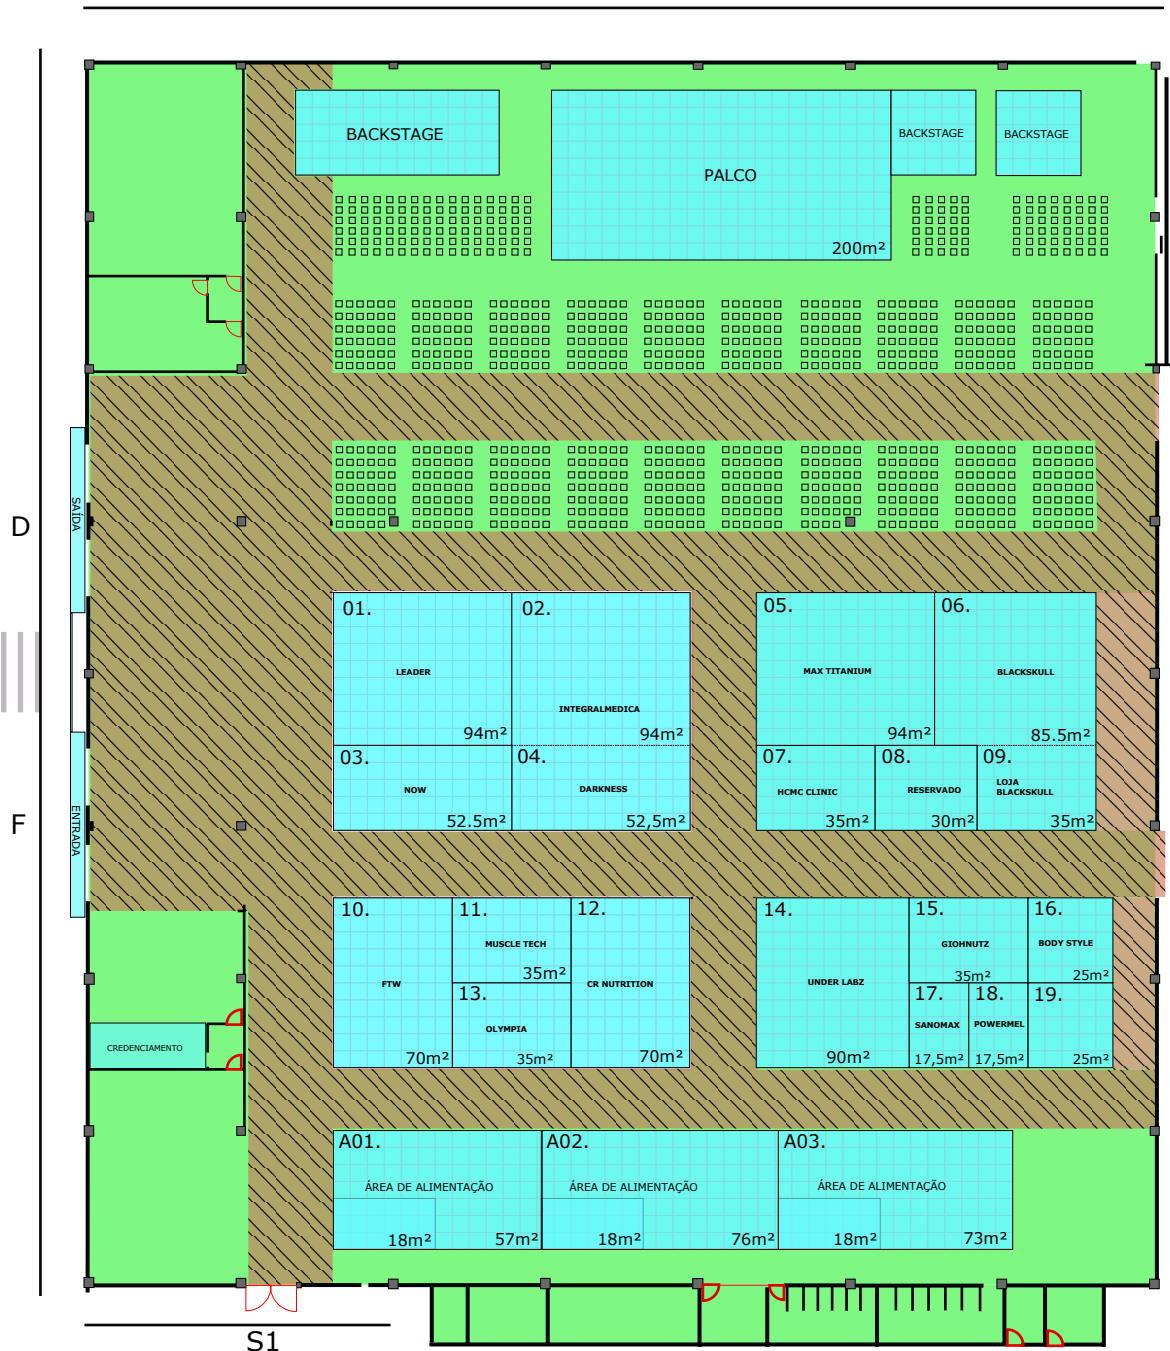 BACKSTAGE
PALCO
200m²
BACKSTAGE
BACKSTAGE
SAÍDA
D
ENTRADA
F
01.
LEADER
94m²
02.
INTEGRALMEDICA
94m²
03.
NOW
52.5m²
04.
DARKNESS
52,5m²
05.
MAX TITANIUM
94m²
06.
BLACKSKULL
85.5m²
07.
HCMC CLINIC
35m²
08.
RESERVADO
30m²
09.
LOJA
BLACKSKULL
35m²
10.
FTW
70m²
11.
MUSCLE TECH
35m²
12.
CR NUTRITION
70m²
13.
OLYMPIA
35m²
14.
UNDER LABZ
90m²
15.
GIOHNUTZ
35m²
16.
BODY STYLE
25m²
17.
SANOMAX
17,5m²
18.
POWERMEL
17,5m²
19.
25m²
CREDENCIAMENTO
A01.
ÁREA DE ALIMENTAÇÃO
18m²
57m²
A02.
ÁREA DE ALIMENTAÇÃO
18m²
76m²
A03.
ÁREA DE ALIMENTAÇÃO
18m²
73m²
S1